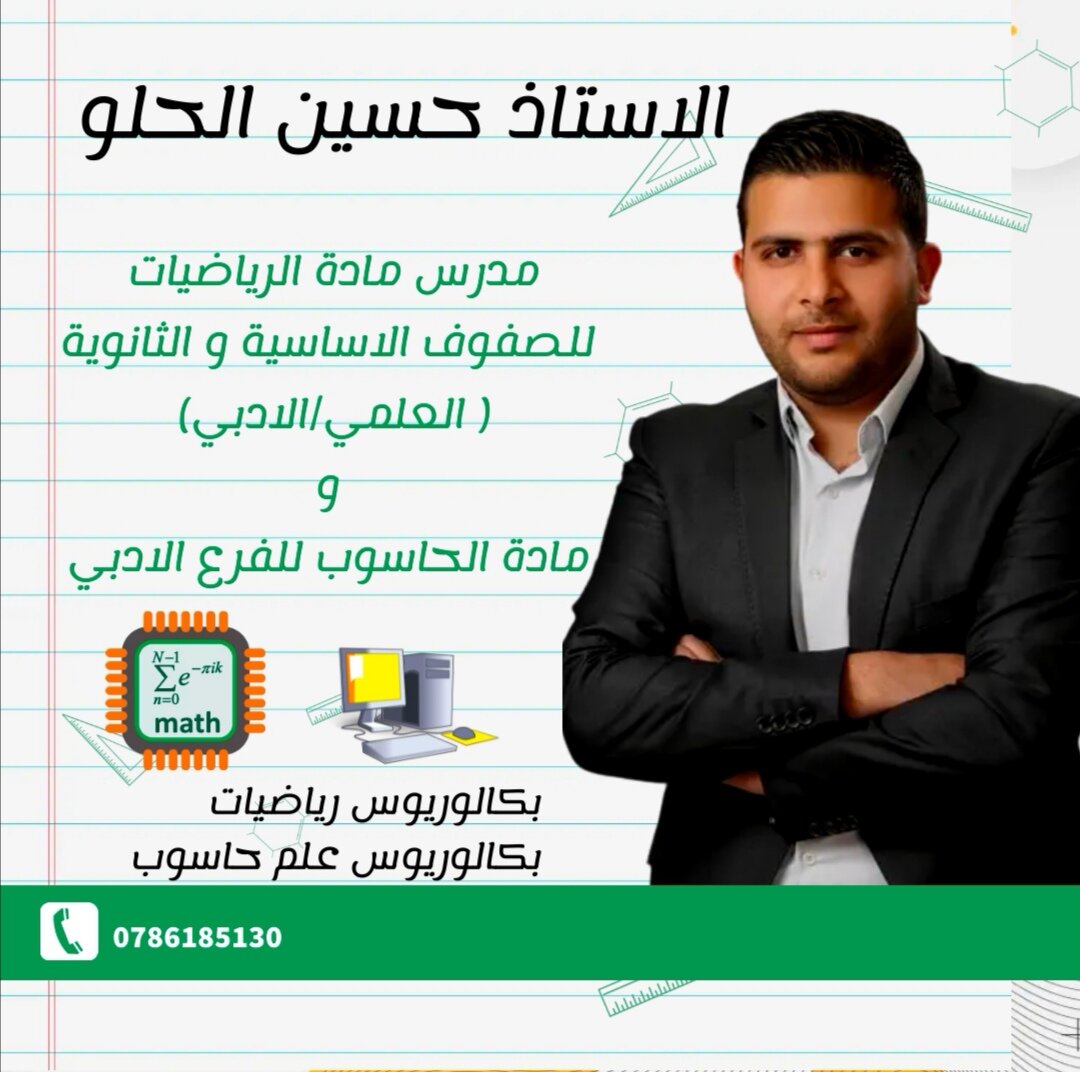 الاستاذ حسين الحلو
مدرس مادة الرياضيات
للصفوف الاساسية و الثانوية
( العلمي/الادبي)
و
مادة الحاسوب للفرع الادبي
N−1
∑ e^−πik
n=0
math
بكالوريوس رياضيات
بكالوريوس علم حاسوب
0786185130